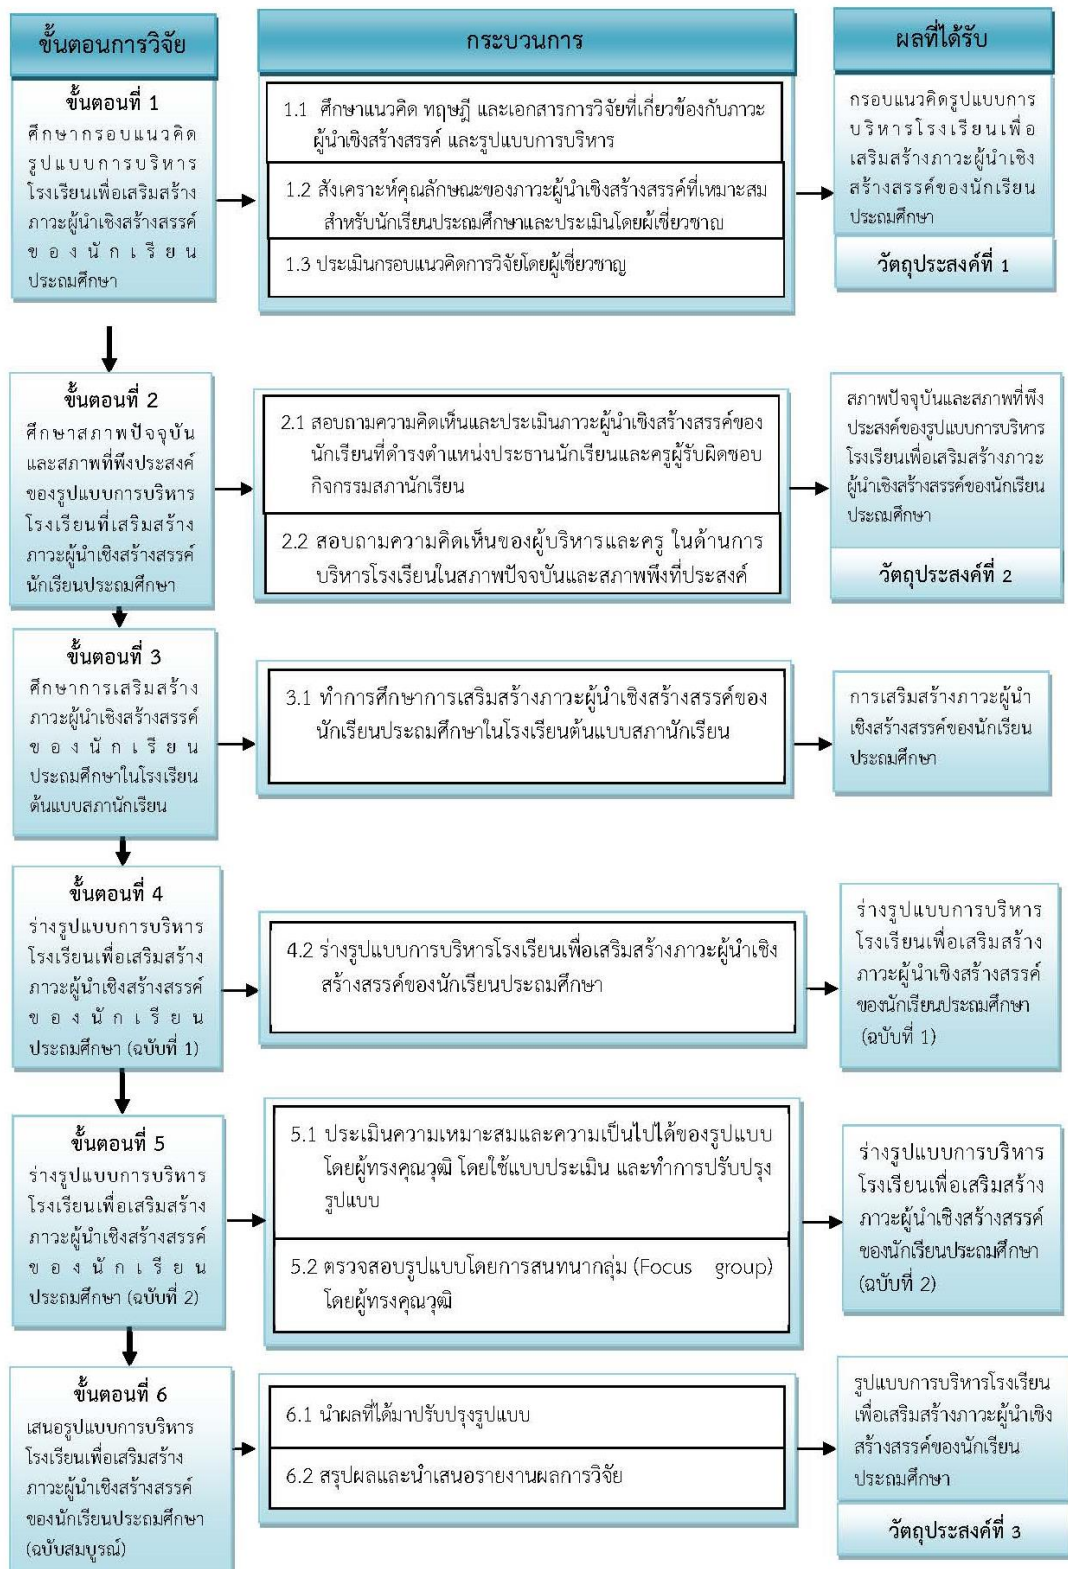 ขั้นตอนการวิจัย
กระบวนการ
ผลที่ได้รับ
ขั้นตอนที่ 1
ศึกษากรอบแนวคิด
รูปแบบการบริหาร
โรงเรียนเพื่อเสริมสร้าง
ภาวะผู้นำเชิงสร้างสรรค์
ของนักเรียน
ประถมศึกษา
1.1 ศึกษาแนวคิด ทฤษฎี และเอกสารการวิจัยที่เกี่ยวข้องกับภาวะ
ผู้นำเชิงสร้างสรรค์ และรูปแบบการบริหาร
1.2 สังเคราะห์คุณลักษณะของภาวะผู้นำเชิงสร้างสรรค์ที่เหมาะสม
สำหรับนักเรียนประถมศึกษาและประเมินโดยผู้เชี่ยวชาญ
1.3 ประเมินกรอบแนวคิดการวิจัยโดยผู้เชี่ยวชาญ
กรอบแนวคิดรูปแบบการ
บริหารโรงเรียนเพื่อ
เสริมสร้างภาวะผู้นำเชิง
สร้างสรรค์ของนักเรียน
ประถมศึกษา
วัตถุประสงค์ที่ 1
ขั้นตอนที่ 2
ศึกษาสภาพปัจจุบัน
และสภาพที่พึงประสงค์
ของรูปแบบการบริหาร
โรงเรียนที่เสริมสร้าง
ภาวะผู้นำเชิงสร้างสรรค์
นักเรียนประถมศึกษา
2.1 สอบถามความคิดเห็นและประเมินภาวะผู้นำเชิงสร้างสรรค์ของ
นักเรียนที่ดำรงตำแหน่งประธานนักเรียนและครูผู้รับผิดชอบ
กิจกรรมสภานักเรียน
2.2 สอบถามความคิดเห็นของผู้บริหารและครู ในด้านการ
บริหารโรงเรียนในสภาพปัจจุบันและสภาพพึงที่ประสงค์
สภาพปัจจุบันและสภาพที่พึง
ประสงค์ของรูปแบบการบริหาร
โรงเรียนเพื่อเสริมสร้างภาวะ
ผู้นำเชิงสร้างสรรค์ของนักเรียน
ประถมศึกษา
วัตถุประสงค์ที่ 2
ขั้นตอนที่ 3
ศึกษาการเสริมสร้าง
ภาวะผู้นำเชิงสร้างสรรค์
ของนักเรียน
ประถมศึกษาในโรงเรียน
ต้นแบบสภานักเรียน
3.1 ทำการศึกษาการเสริมสร้างภาวะผู้นำเชิงสร้างสรรค์ของ
นักเรียนประถมศึกษาในโรงเรียนต้นแบบสภานักเรียน
การเสริมสร้างภาวะผู้นำ
เชิงสร้างสรรค์ของนักเรียน
ประถมศึกษา
ขั้นตอนที่ 4
ร่างรูปแบบการบริหาร
โรงเรียนเพื่อเสริมสร้าง
ภาวะผู้นำเชิงสร้างสรรค์
ของนักเรียน
ประถมศึกษา (ฉบับที่ 1)
4.2 ร่างรูปแบบการบริหารโรงเรียนเพื่อเสริมสร้างภาวะผู้นำเชิง
สร้างสรรค์ของนักเรียนประถมศึกษา
ร่างรูปแบบการบริหาร
โรงเรียนเพื่อเสริมสร้าง
ภาวะผู้นำเชิงสร้างสรรค์
ของนักเรียนประถมศึกษา
(ฉบับที่ 1)
ขั้นตอนที่ 5
ร่างรูปแบบการบริหาร
โรงเรียนเพื่อเสริมสร้าง
ภาวะผู้นำเชิงสร้างสรรค์
ของนักเรียน
ประถมศึกษา (ฉบับที่ 2)
5.1 ประเมินความเหมาะสมและความเป็นไปได้ของรูปแบบ
โดยผู้ทรงคุณวุฒิ โดยใช้แบบประเมิน และทำการปรับปรุง
รูปแบบ
5.2 ตรวจสอบรูปแบบโดยการสนทนากลุ่ม (Focus group)
โดยผู้ทรงคุณวุฒิ
ร่างรูปแบบการบริหาร
โรงเรียนเพื่อเสริมสร้าง
ภาวะผู้นำเชิงสร้างสรรค์
ของนักเรียนประถมศึกษา
(ฉบับที่ 2)
ขั้นตอนที่ 6
เสนอรูปแบบการบริหาร
โรงเรียนเพื่อเสริมสร้าง
ภาวะผู้นำเชิงสร้างสรรค์
ของนักเรียนประถมศึกษา
(ฉบับสมบูรณ์)
6.1 นำผลที่ได้มาปรับปรุงรูปแบบ
6.2 สรุปผลและนำเสนอรายงานผลการวิจัย
รูปแบบการบริหารโรงเรียน
เพื่อเสริมสร้างภาวะผู้นำเชิง
สร้างสรรค์ของนักเรียน
ประถมศึกษา
วัตถุประสงค์ที่ 3